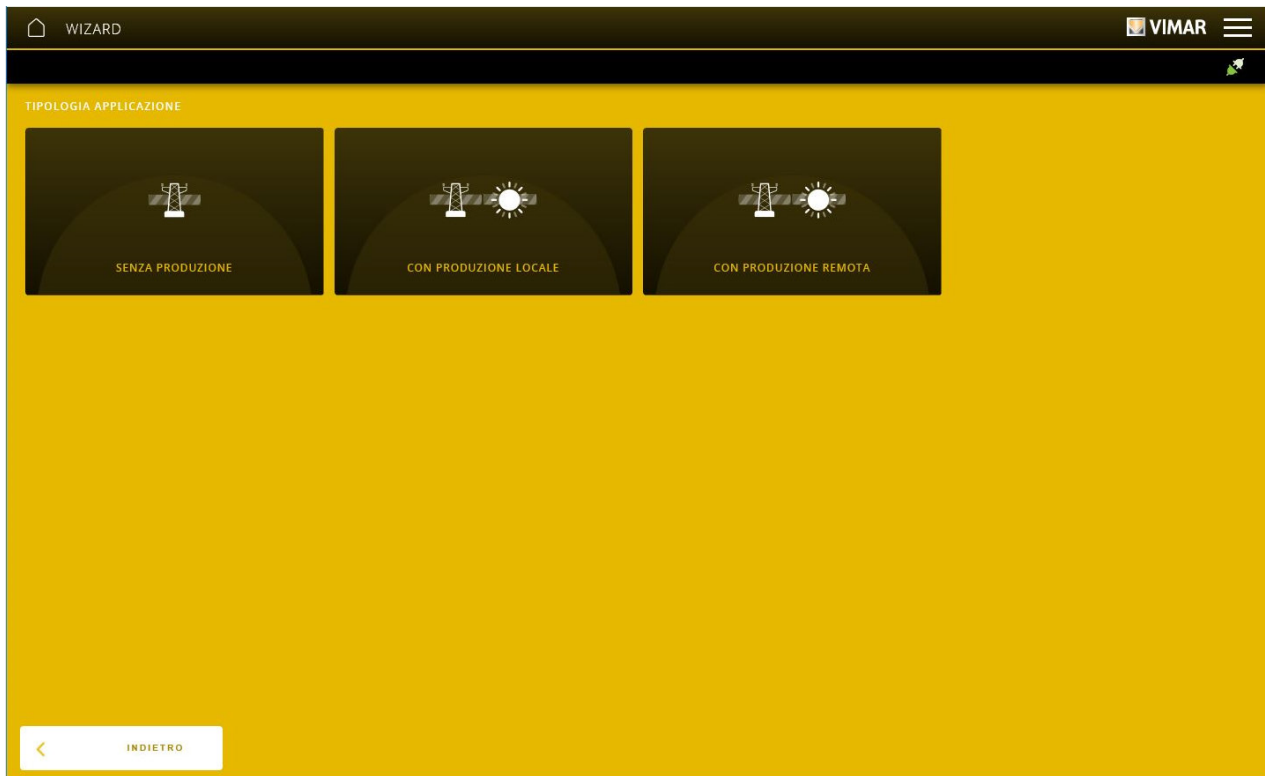 WIZARD
VIMAR
TIPOLOGIA APPLICAZIONE
SENZA PRODUZIONE
CON PRODUZIONE LOCALE
CON PRODUZIONE REMOTA
INDIETRO